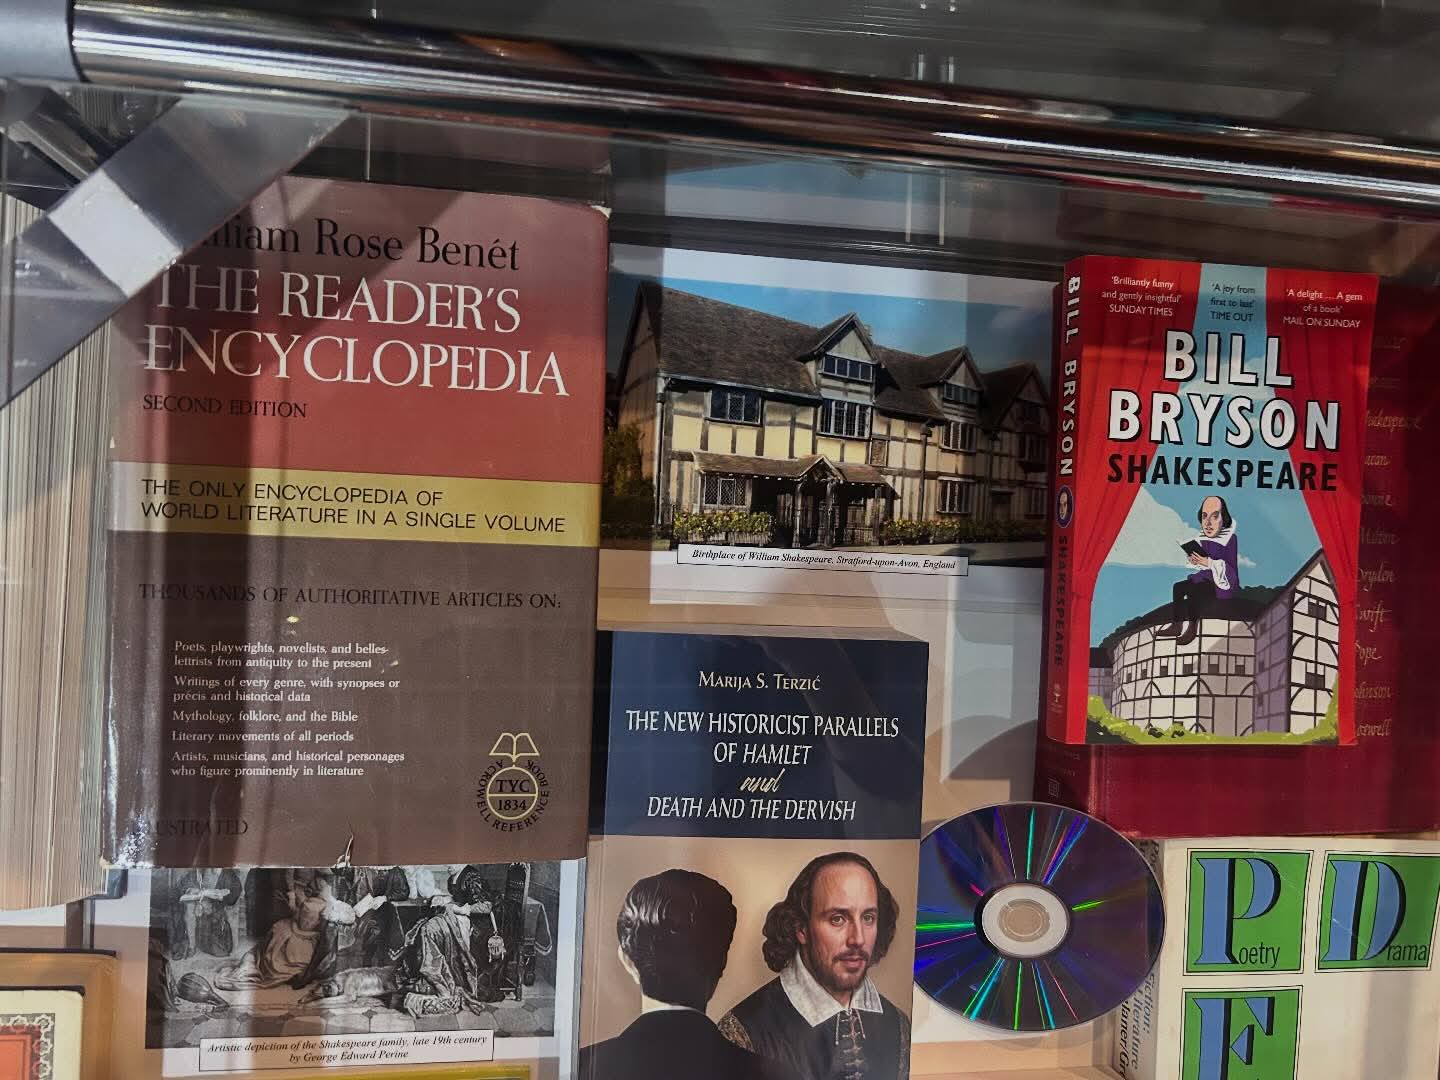 Rose Benét
THE READER'S
ENCYCLOPEDIA
SECOND EDITION
THE ONLY ENCYCLOPEDIA OF
WORLD LITERATURE IN A SINGLE VOLUME
THOUSANDS OF AUTHORITATIVE ARTICLES ON:
Poets, playwrights, novelists, and belles-
lettrists from antiquity to the present
Writings of every genre, with synopses or
précis and historical data
Mythology, folklore, and the Bible
Literary movements of all periods
Artists, musicians, and historical personages
who figure prominently in literature
A CROWELL REFERENCE BOOK
TYC
1834
Artistic depiction of the Shakespeare family, late 19th century
by George Edward Perine
Birthplace of William Shakespeare, Stratford-upon-Avon, England
MARIJA S. TERZIĆ
THE NEW HISTORICIST PARALLELS
OF HAMLET
and
DEATH AND THE DERVISH
BILL BRYSON SHAKESPEARE
'Brilliantly funny
and gently insightful'
SUNDAY TIMES
'A joy from
first to last'
TIME OUT
'A delight ... A gem
of a book'
MAIL ON SUNDAY
BILL
BRYSON
SHAKESPEARE
Poetry
Drama
F